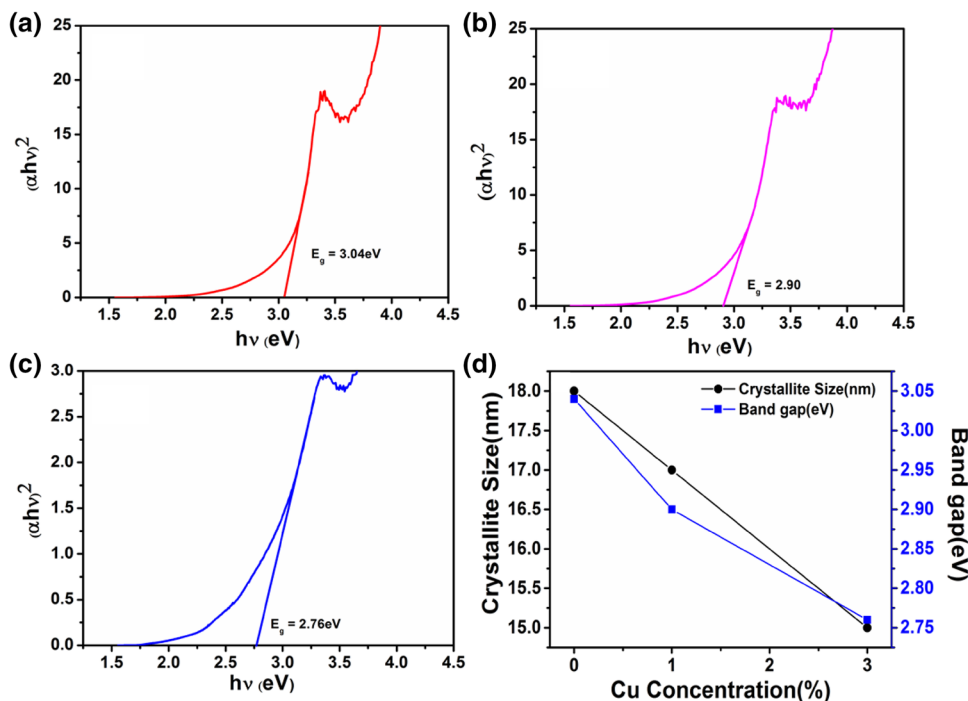 (a)
25
20
15
10
5
0
(αhν)²
E_g = 3.04eV
1.5 2.0 2.5 3.0 3.5 4.0 4.5
hν (eV)
(b)
25
20
15
10
5
0
(αhν)²
E_g = 2.90
1.5 2.0 2.5 3.0 3.5 4.0 4.5
hν (eV)
(c)
3.0
2.5
2.0
1.5
1.0
0.5
0.0
(αhν)²
E_g = 2.76eV
1.5 2.0 2.5 3.0 3.5 4.0 4.5
hν (eV)
(d)
18.0
17.5
17.0
16.5
16.0
15.5
15.0
Crystallite Size(nm)
Crystallite Size(nm)
Band gap(eV)
3.05
3.00
2.95
2.90
2.85
2.80
2.75
Band gap(eV)
0 1 2 3
Cu Concentration(%)